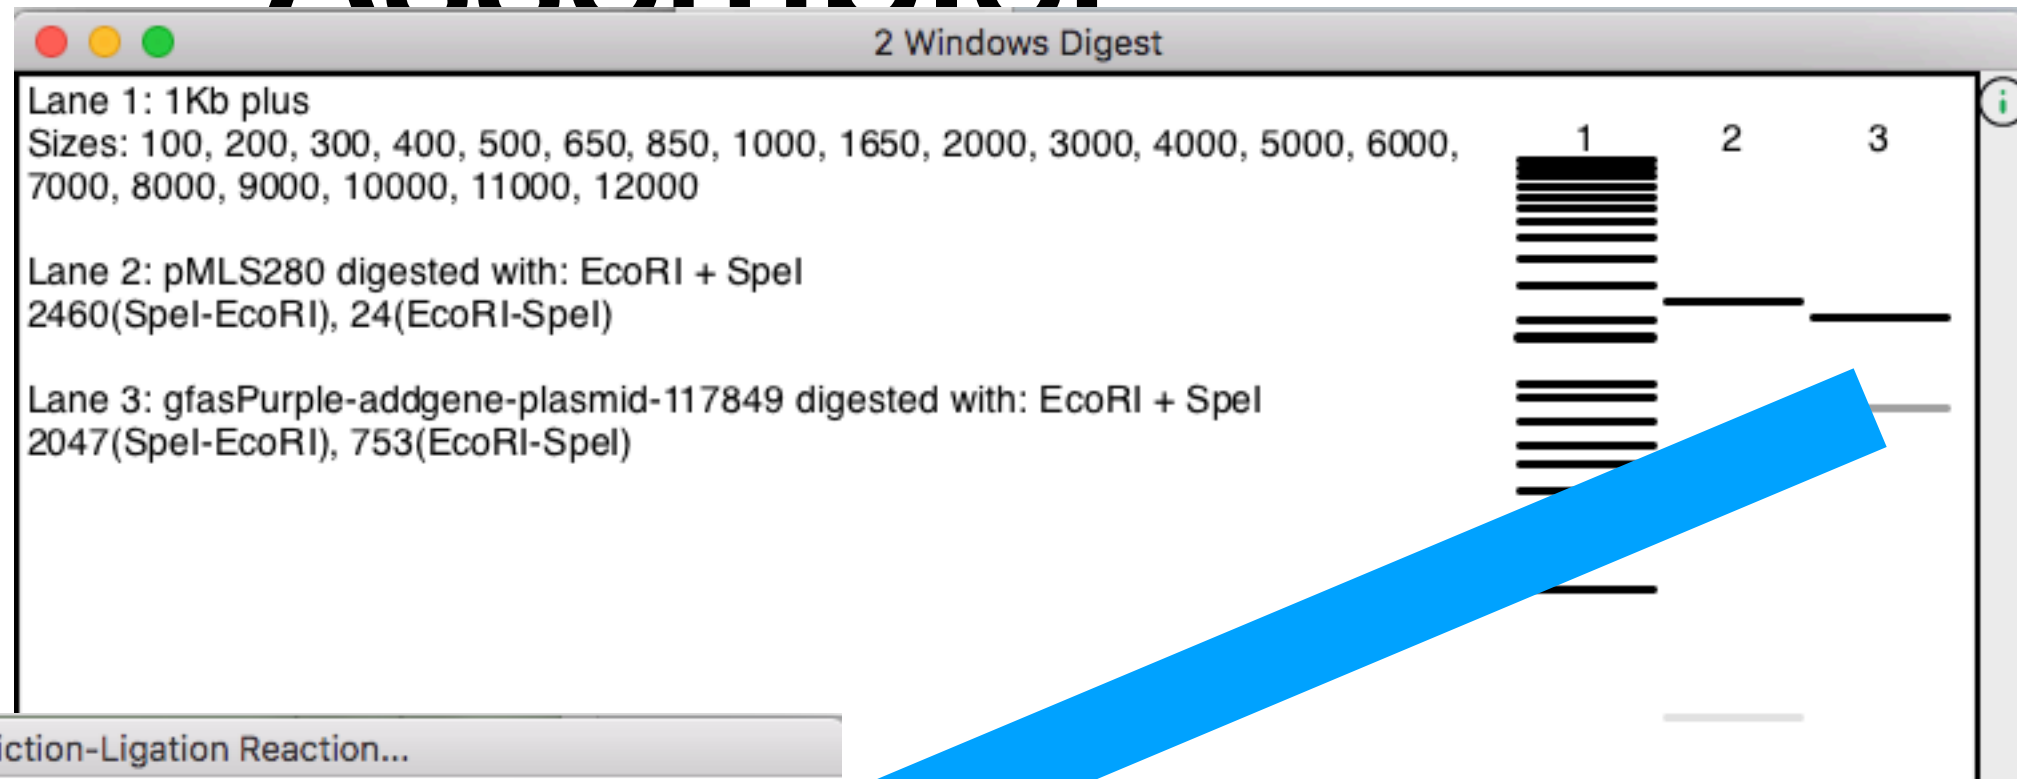 2 Windows Digest
Lane 1: 1Kb plus
Sizes: 100, 200, 300, 400, 500, 650, 850, 1000, 1650, 2000, 3000, 4000, 5000, 6000,
7000, 8000, 9000, 10000, 11000, 12000
1 2 3
Lane 2: pMLS280 digested with: EcoRI + SpeI
2460(SpeI-EcoRI), 24(EcoRI-SpeI)
Lane 3: gfasPurple-addgene-plasmid-117849 digested with: EcoRI + SpeI
2047(SpeI-EcoRI), 753(EcoRI-SpeI)
iction-Ligation Reaction...